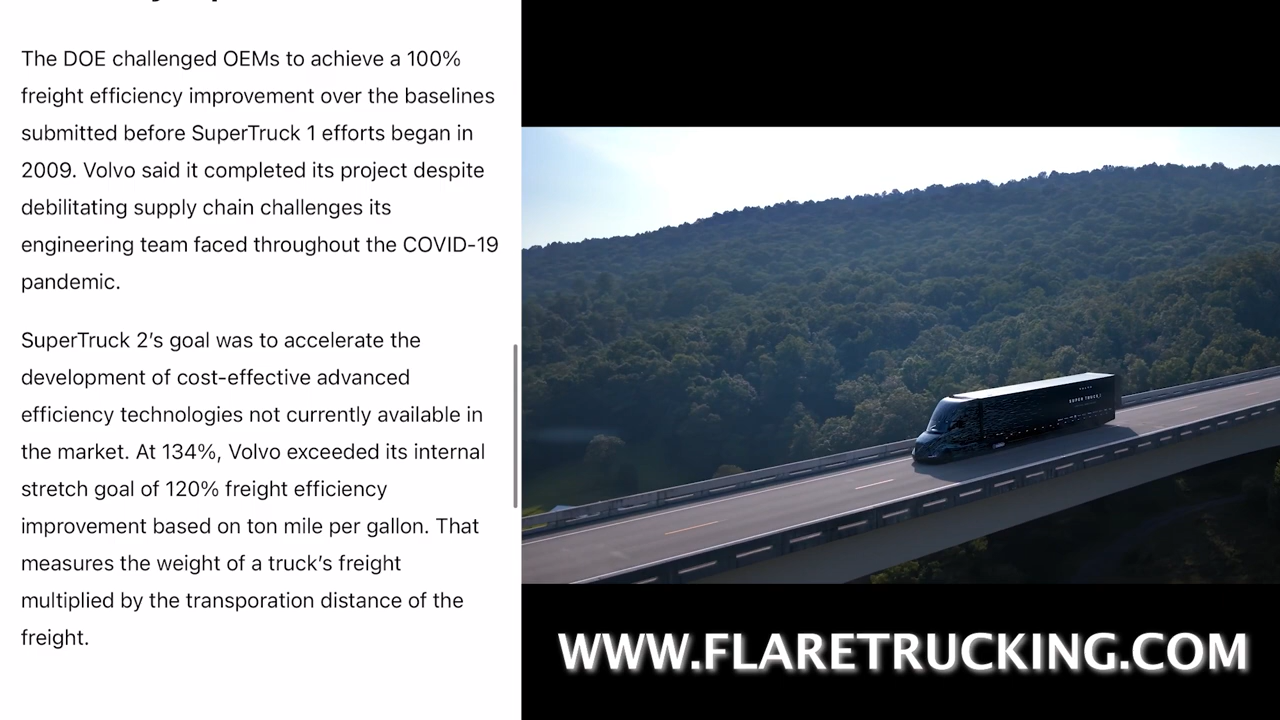 The DOE challenged OEMs to achieve a 100%
freight efficiency improvement over the baselines
submitted before SuperTruck 1 efforts began in
2009. Volvo said it completed its project despite
debilitating supply chain challenges its
engineering team faced throughout the COVID-19
pandemic.
SuperTruck 2’s goal was to accelerate the
development of cost-effective advanced
efficiency technologies not currently available in
the market. At 134%, Volvo exceeded its internal
stretch goal of 120% freight efficiency
improvement based on ton mile per gallon. That
measures the weight of a truck’s freight
multiplied by the transporation distance of the
freight.
SUPER TRUCK
WWW.FLARETRUCKING.COM